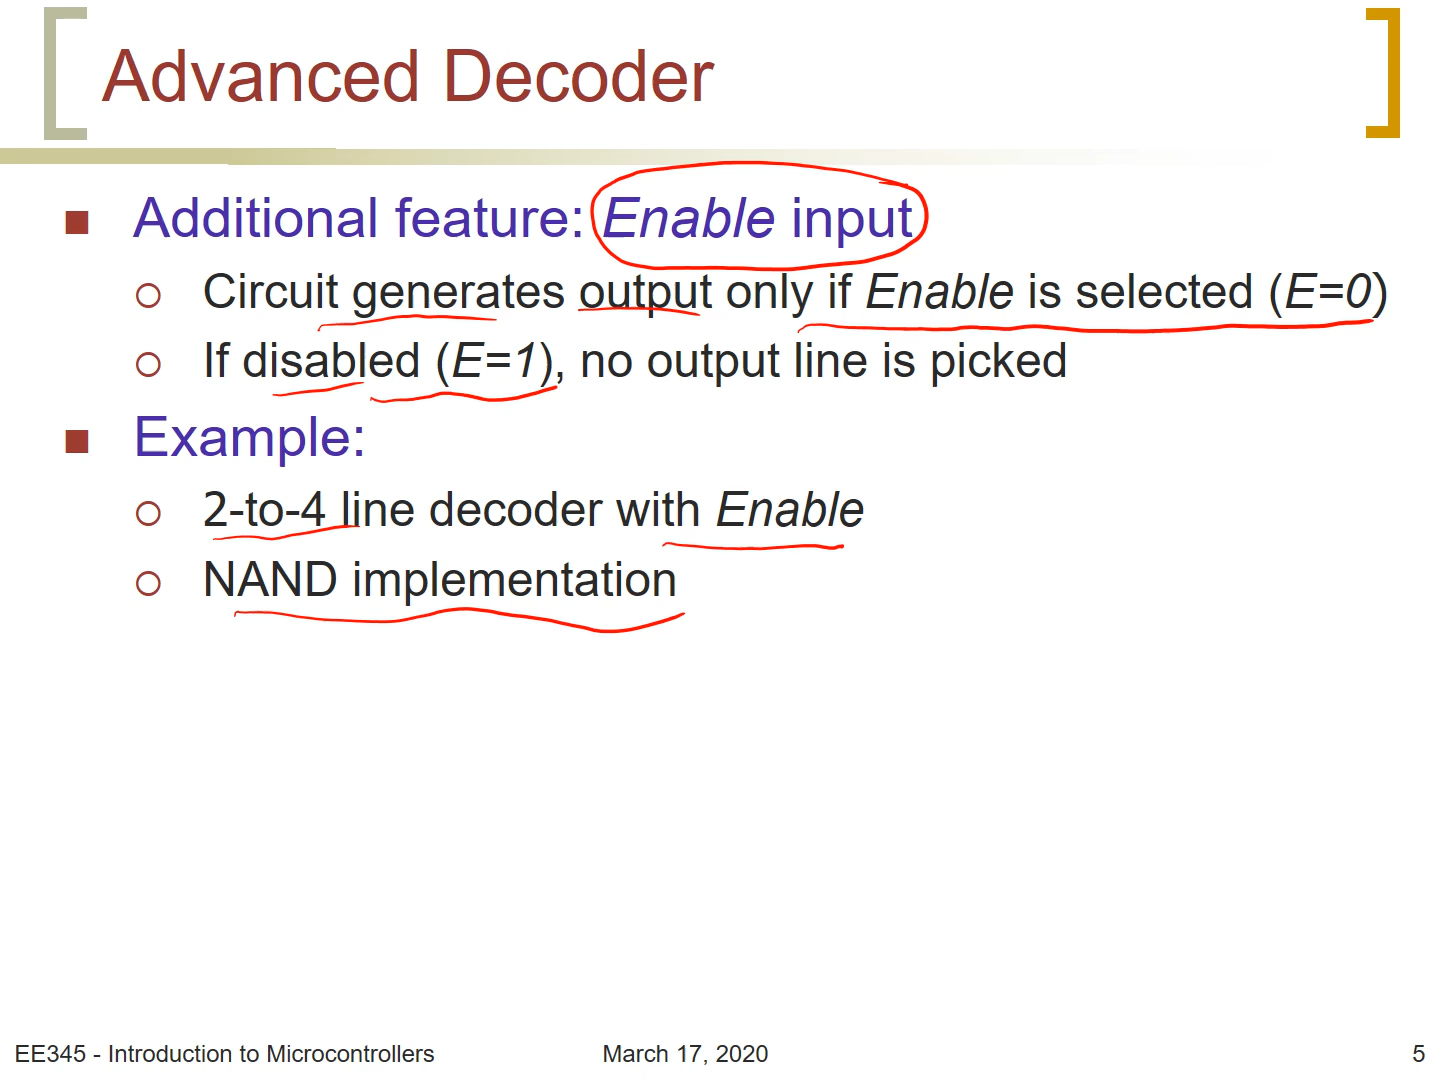 Advanced Decoder
Additional feature: Enable input
Circuit generates output only if Enable is selected (E=0)
If disabled (E=1), no output line is picked
Example:
2-to-4 line decoder with Enable
NAND implementation
EE345 - Introduction to Microcontrollers
March 17, 2020
5